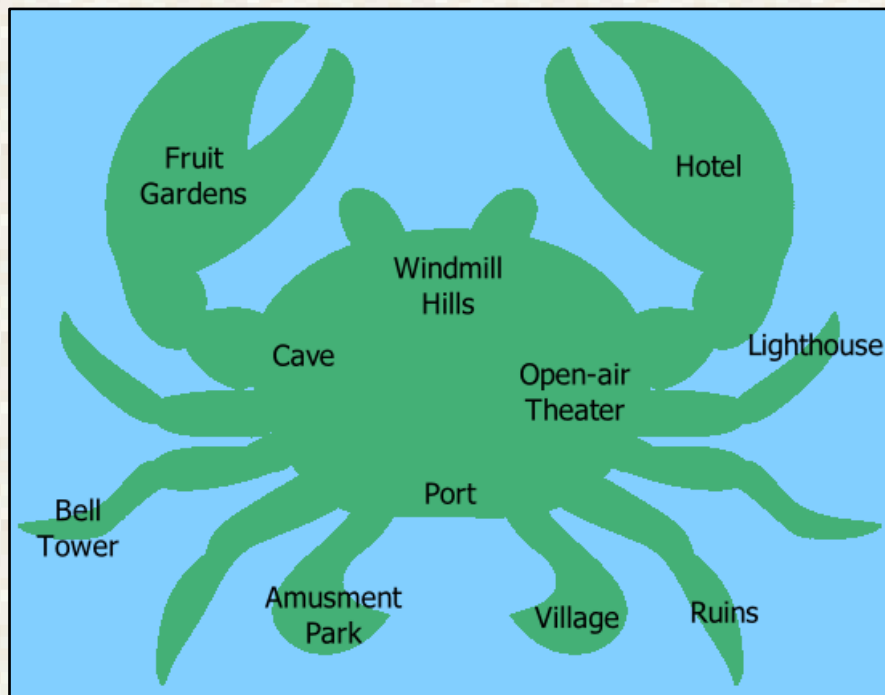 Fruit
Gardens
Hotel
Windmill
Hills
Cave
Lighthouse
Open-air
Theater
Port
Bell
Tower
Amusment
Park
Village
Ruins